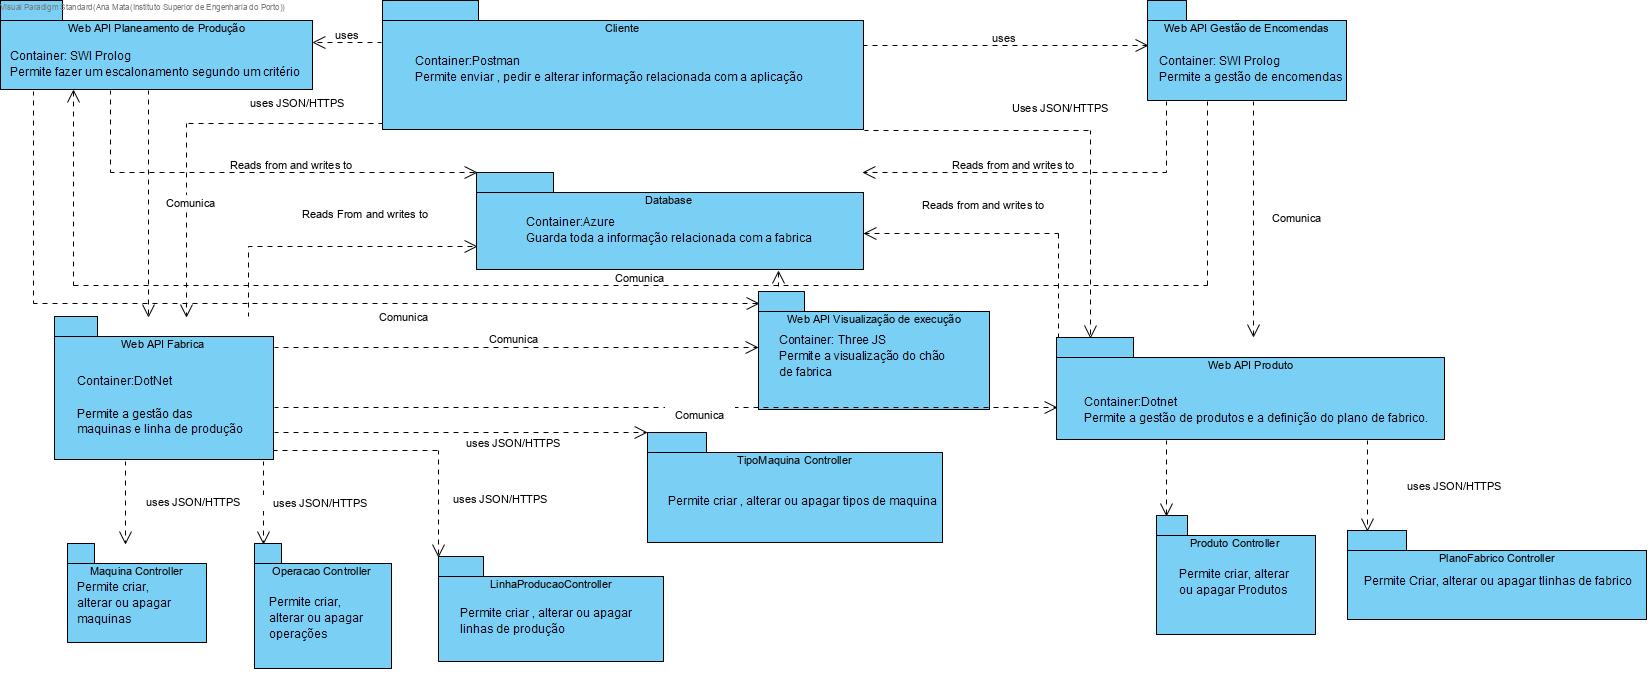 Visual Paradigm Standard(Ana Mata(Instituto Superior de Engenharia do Porto))
Web API Planeamento de Produção
Container: SWI Prolog
Permite fazer um escalonamento segundo um critério
uses
Cliente
Container:Postman
Permite enviar , pedir e alterar informação relacionada com a aplicação
uses
Web API Gestão de Encomendas
Container: SWI Prolog
Permite a gestão de encomendas
uses JSON/HTTPS
Uses JSON/HTTPS
Reads from and writes to
Reads from and writes to
Comunica
Reads From and writes to
Database
Container:Azure
Guarda toda a informação relacionada com a fabrica
Reads from and writes to
Comunica
Comunica
Comunica
Web API Visualização de execução
Container: Three JS
Permite a visualização do chão
de fabrica
Web API Fabrica
Container:DotNet
Permite a gestão das
maquinas e linha de produção
Comunica
Web API Produto
Container:Dotnet
Permite a gestão de produtos e a definição do plano de fabrico.
Comunica
uses JSON/HTTPS
TipoMaquina Controller
Permite criar , alterar ou apagar tipos de maquina
uses JSON/HTTPS
uses JSON/HTTPS
uses JSON/HTTPS
uses JSON/HTTPS
Maquina Controller
Permite criar,
alterar ou apagar
maquinas
Operacao Controller
Permite criar,
alterar ou apagar
operações
LinhaProducaoController
Permite criar , alterar ou apagar
linhas de produção
Produto Controller
Permite criar, alterar
ou apagar Produtos
PlanoFabrico Controller
Permite Criar, alterar ou apagar tlinhas de fabrico